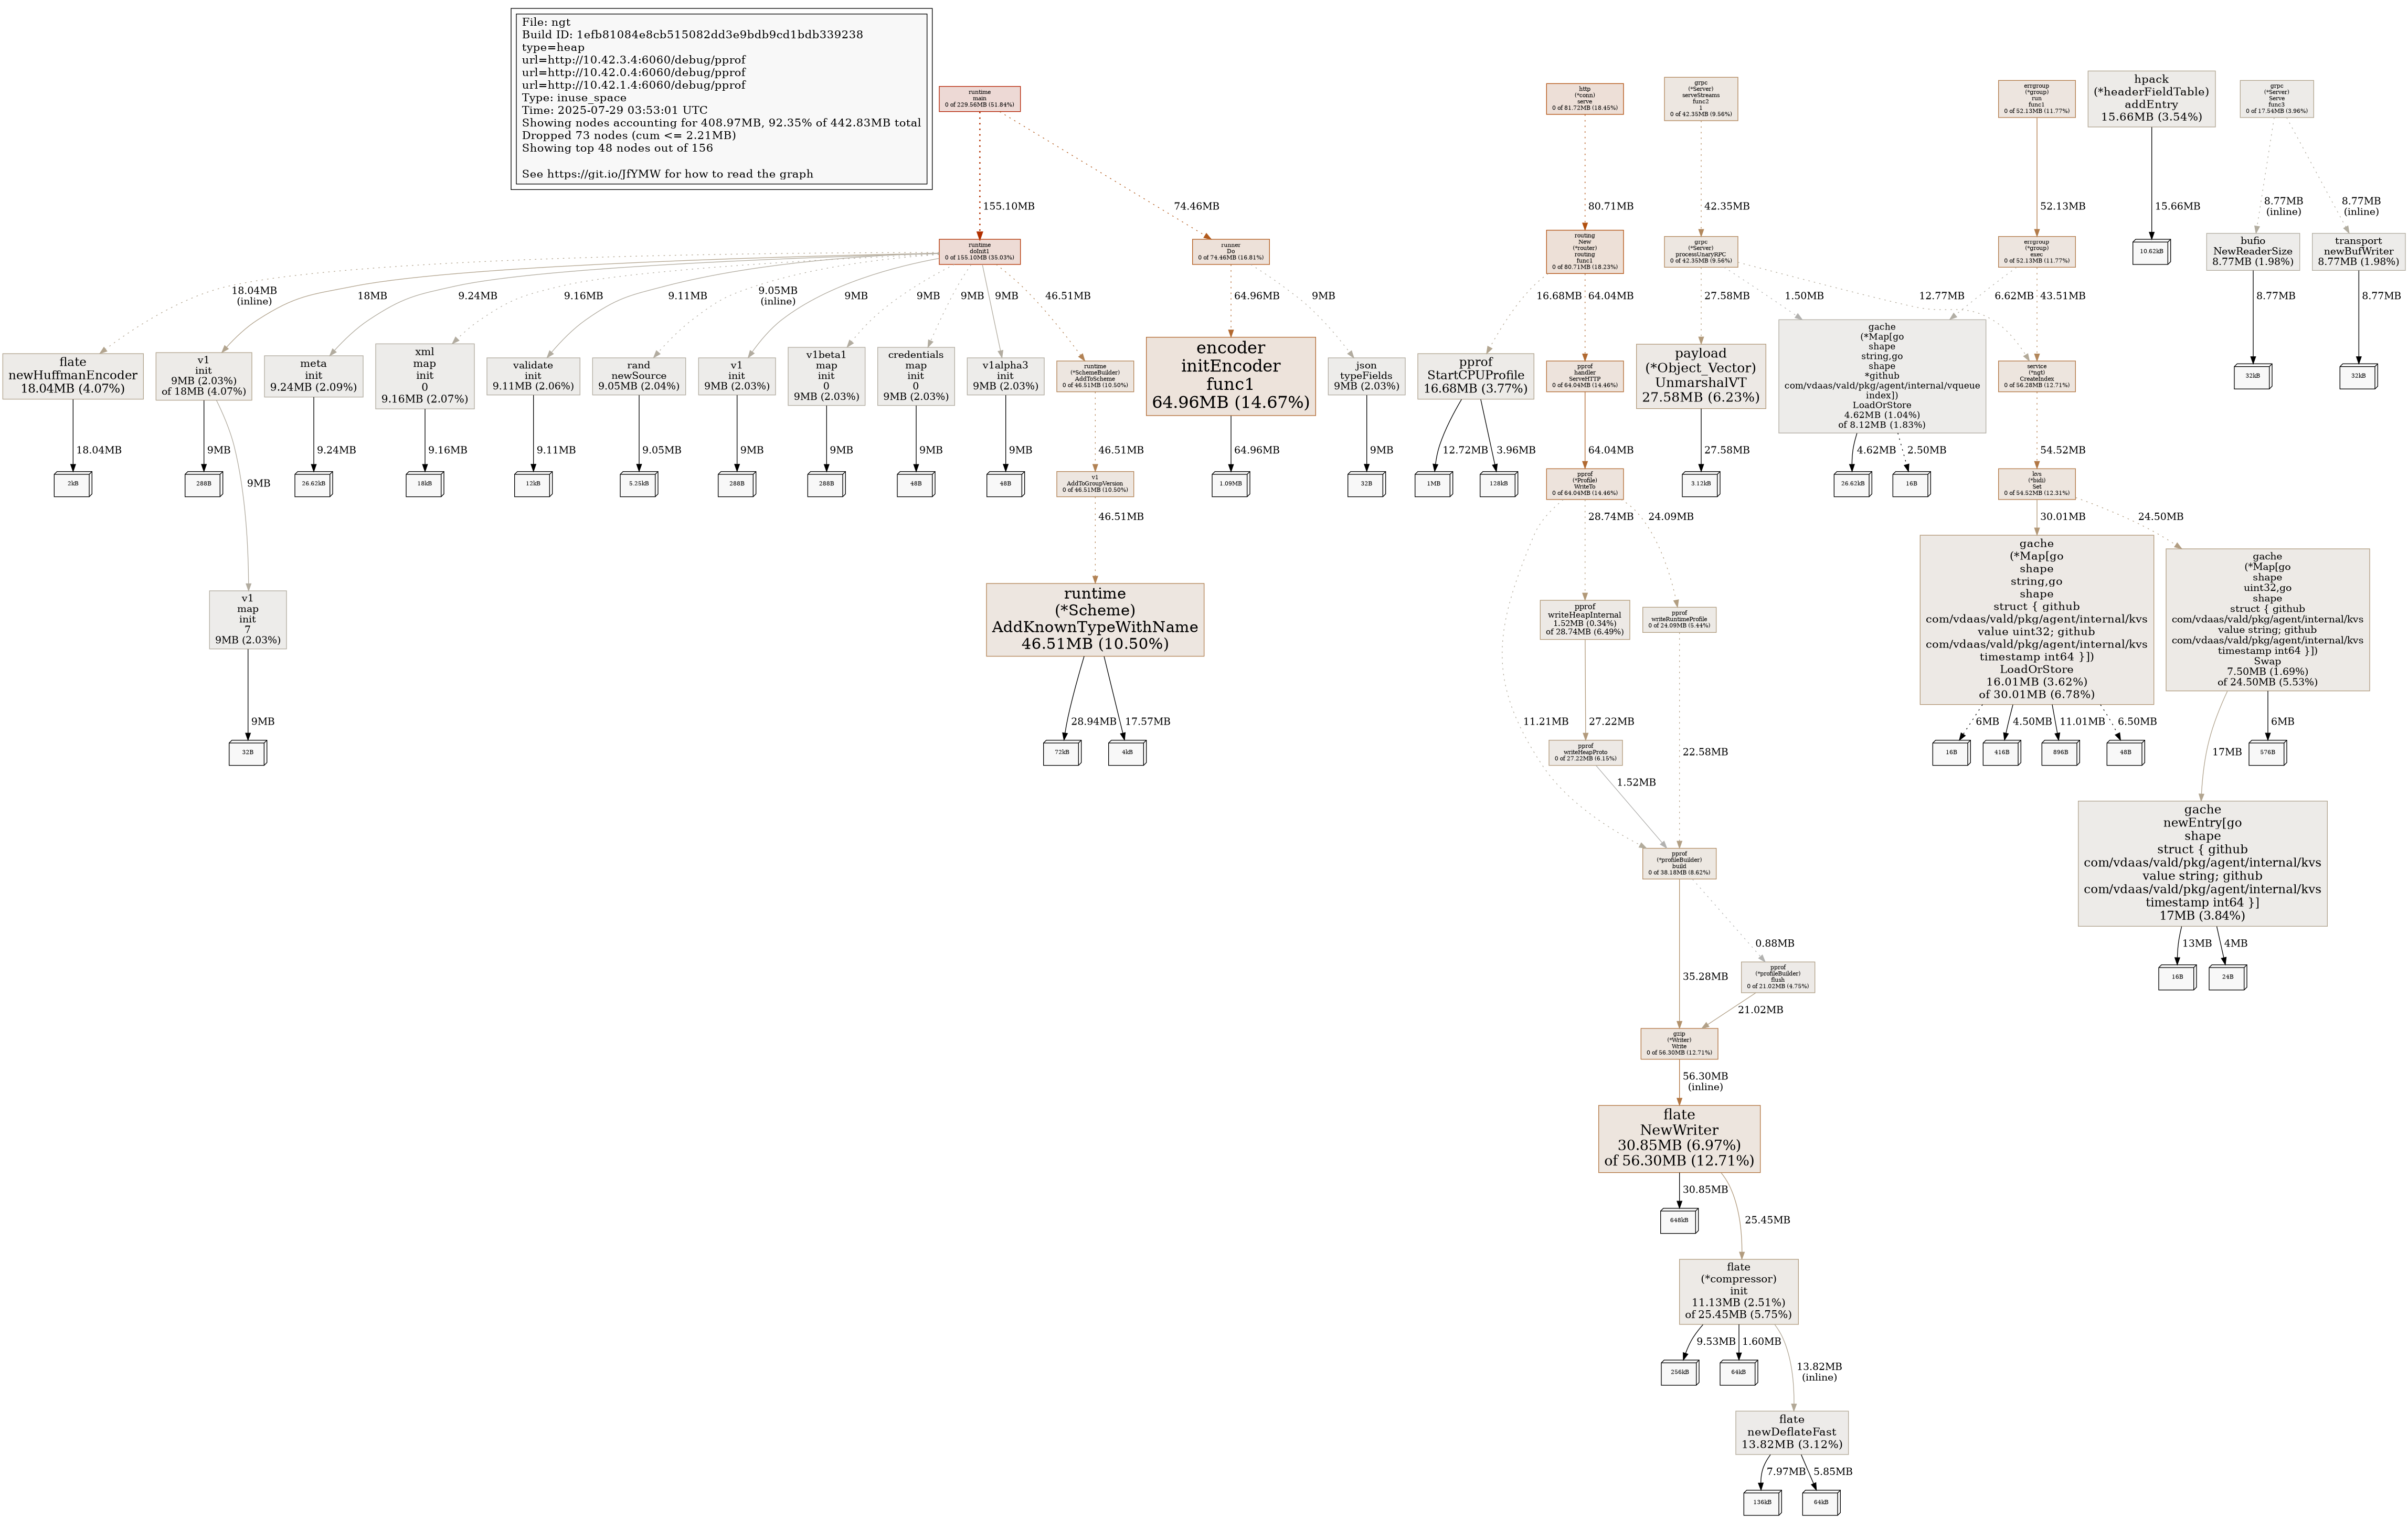 File: ngt
Build ID: 1efb81084e8cb515082dd3e9bdb9cd1bdb339238
type=heap
url=http://10.42.3.4:6060/debug/pprof
url=http://10.42.0.4:6060/debug/pprof
url=http://10.42.1.4:6060/debug/pprof
Type: inuse_space
Time: 2025-07-29 03:53:01 UTC
Showing nodes accounting for 408.97MB, 92.35% of 442.83MB total
Dropped 73 nodes (cum <= 2.21MB)
Showing top 48 nodes out of 156
See https://git.io/JfYMW for how to read the graph
runtime
main
0 of 229.56MB (51.84%)
http
(*conn)
serve
0 of 81.72MB (18.45%)
grpc
(*Server)
serveStreams
func2
1
0 of 42.35MB (9.56%)
errgroup
(*group)
run
func1
0 of 52.13MB (11.77%)
hpack
(*headerFieldTable)
addEntry
15.66MB (3.54%)
grpc
(*Server)
Serve
func3
0 of 17.54MB (3.96%)
155.10MB
74.46MB
80.71MB
42.35MB
52.13MB
15.66MB
8.77MB
(inline)
8.77MB
(inline)
runtime
doInit1
0 of 155.10MB (35.03%)
runner
Do
0 of 74.46MB (16.81%)
routing
New
(*router)
routing
func1
0 of 80.71MB (18.23%)
grpc
(*Server)
processUnaryRPC
0 of 42.35MB (9.56%)
errgroup
(*group)
exec
0 of 52.13MB (11.77%)
10.62kB
bufio
NewReaderSize
8.77MB (1.98%)
transport
newBufWriter
8.77MB (1.98%)
18.04MB
(inline)
18MB
9.24MB
9.16MB
9.11MB
9.05MB
(inline)
9MB
9MB
9MB
9MB
46.51MB
64.96MB
9MB
16.68MB
64.04MB
27.58MB
1.50MB
12.77MB
6.62MB
43.51MB
8.77MB
8.77MB
flate
newHuffmanEncoder
18.04MB (4.07%)
v1
init
9MB (2.03%)
of 18MB (4.07%)
meta
init
9.24MB (2.09%)
xml
map
init
0
9.16MB (2.07%)
validate
init
9.11MB (2.06%)
rand
newSource
9.05MB (2.04%)
v1
init
9MB (2.03%)
v1beta1
map
init
0
9MB (2.03%)
credentials
map
init
0
9MB (2.03%)
v1alpha3
init
9MB (2.03%)
runtime
(*SchemeBuilder)
AddToScheme
0 of 46.51MB (10.50%)
encoder
initEncoder
func1
64.96MB (14.67%)
json
typeFields
9MB (2.03%)
pprof
StartCPUProfile
16.68MB (3.77%)
pprof
handler
ServeHTTP
0 of 64.04MB (14.46%)
payload
(*Object_Vector)
UnmarshalVT
27.58MB (6.23%)
gache
(*Map[go
shape
string,go
shape
*github
com/vdaas/vald/pkg/agent/internal/vqueue
index])
LoadOrStore
4.62MB (1.04%)
of 8.12MB (1.83%)
service
(*ngt)
CreateIndex
0 of 56.28MB (12.71%)
32kB
32kB
18.04MB
9MB
9MB
9.24MB
9.16MB
9.11MB
9.05MB
9MB
9MB
9MB
9MB
46.51MB
64.96MB
9MB
12.72MB
3.96MB
64.04MB
27.58MB
4.62MB
2.50MB
54.52MB
2kB
288B
26.62kB
18kB
12kB
5.25kB
288B
288B
48B
48B
v1
AddToGroupVersion
0 of 46.51MB (10.50%)
1.09MB
32B
1MB
128kB
pprof
(*Profile)
WriteTo
0 of 64.04MB (14.46%)
3.12kB
26.62kB
16B
kvs
(*bidi)
Set
0 of 54.52MB (12.31%)
46.51MB
28.74MB
24.09MB
30.01MB
24.50MB
v1
map
init
7
9MB (2.03%)
runtime
(*Scheme)
AddKnownTypeWithName
46.51MB (10.50%)
pprof
writeHeapInternal
1.52MB (0.34%)
of 28.74MB (6.49%)
pprof
writeRuntimeProfile
0 of 24.09MB (5.44%)
gache
(*Map[go
shape
string,go
shape
struct { github
com/vdaas/vald/pkg/agent/internal/kvs
value uint32; github
com/vdaas/vald/pkg/agent/internal/kvs
timestamp int64 }])
LoadOrStore
16.01MB (3.62%)
of 30.01MB (6.78%)
gache
(*Map[go
shape
uint32,go
shape
struct { github
com/vdaas/vald/pkg/agent/internal/kvs
value string; github
com/vdaas/vald/pkg/agent/internal/kvs
timestamp int64 }])
Swap
7.50MB (1.69%)
of 24.50MB (5.53%)
9MB
28.94MB
17.57MB
11.21MB
27.22MB
22.58MB
6MB
4.50MB
11.01MB
6.50MB
17MB
6MB
32B
72kB
4kB
pprof
writeHeapProto
0 of 27.22MB (6.15%)
16B
416B
896B
48B
576B
1.52MB
pprof
(*profileBuilder)
build
0 of 38.18MB (8.62%)
gache
newEntry[go
shape
struct { github
com/vdaas/vald/pkg/agent/internal/kvs
value string; github
com/vdaas/vald/pkg/agent/internal/kvs
timestamp int64 }]
17MB (3.84%)
35.28MB
0.88MB
13MB
4MB
pprof
(*profileBuilder)
flush
0 of 21.02MB (4.75%)
16B
24B
21.02MB
gzip
(*Writer)
Write
0 of 56.30MB (12.71%)
56.30MB
(inline)
flate
NewWriter
30.85MB (6.97%)
of 56.30MB (12.71%)
30.85MB
25.45MB
648kB
flate
(*compressor)
init
11.13MB (2.51%)
of 25.45MB (5.75%)
9.53MB
1.60MB
13.82MB
(inline)
256kB
64kB
flate
newDeflateFast
13.82MB (3.12%)
7.97MB
5.85MB
136kB
64kB